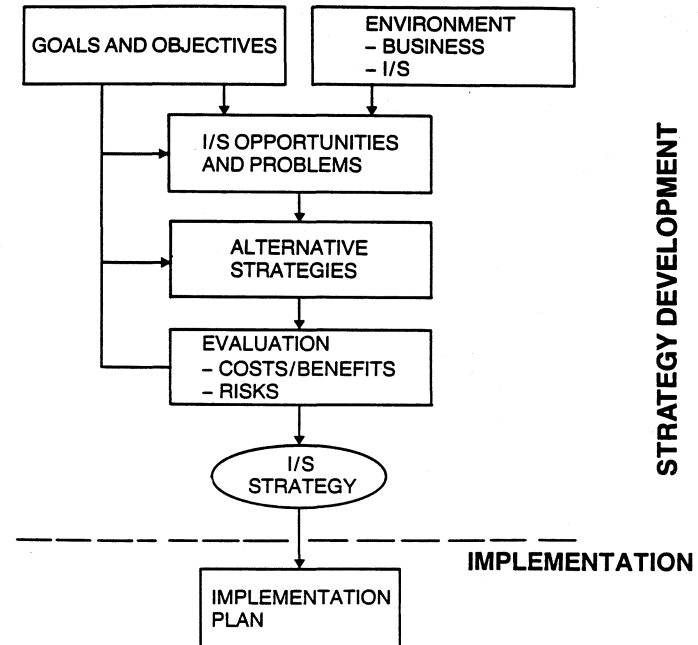 GOALS AND OBJECTIVES
ENVIRONMENT
– BUSINESS
– I/S
I/S OPPORTUNITIES
AND PROBLEMS
ALTERNATIVE
STRATEGIES
EVALUATION
– COSTS/BENEFITS
– RISKS
I/S
STRATEGY
STRATEGY DEVELOPMENT
IMPLEMENTATION
IMPLEMENTATION
PLAN